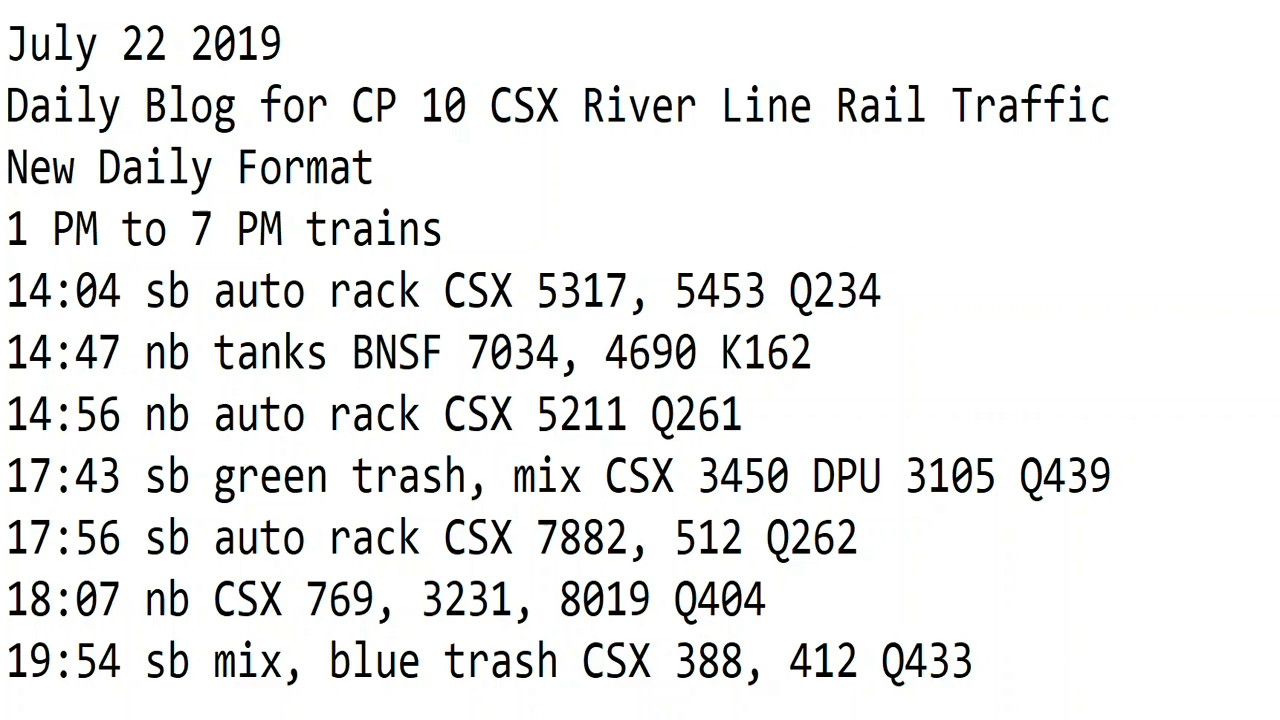 July 22 2019
Daily Blog for CP 10 CSX River Line Rail Traffic
New Daily Format
1 PM to 7 PM trains
14:04 sb auto rack CSX 5317, 5453 Q234
14:47 nb tanks BNSF 7034, 4690 K162
14:56 nb auto rack CSX 5211 Q261
17:43 sb green trash, mix CSX 3450 DPU 3105 Q439
17:56 sb auto rack CSX 7882, 512 Q262
18:07 nb CSX 769, 3231, 8019 Q404
19:54 sb mix, blue trash CSX 388, 412 Q433